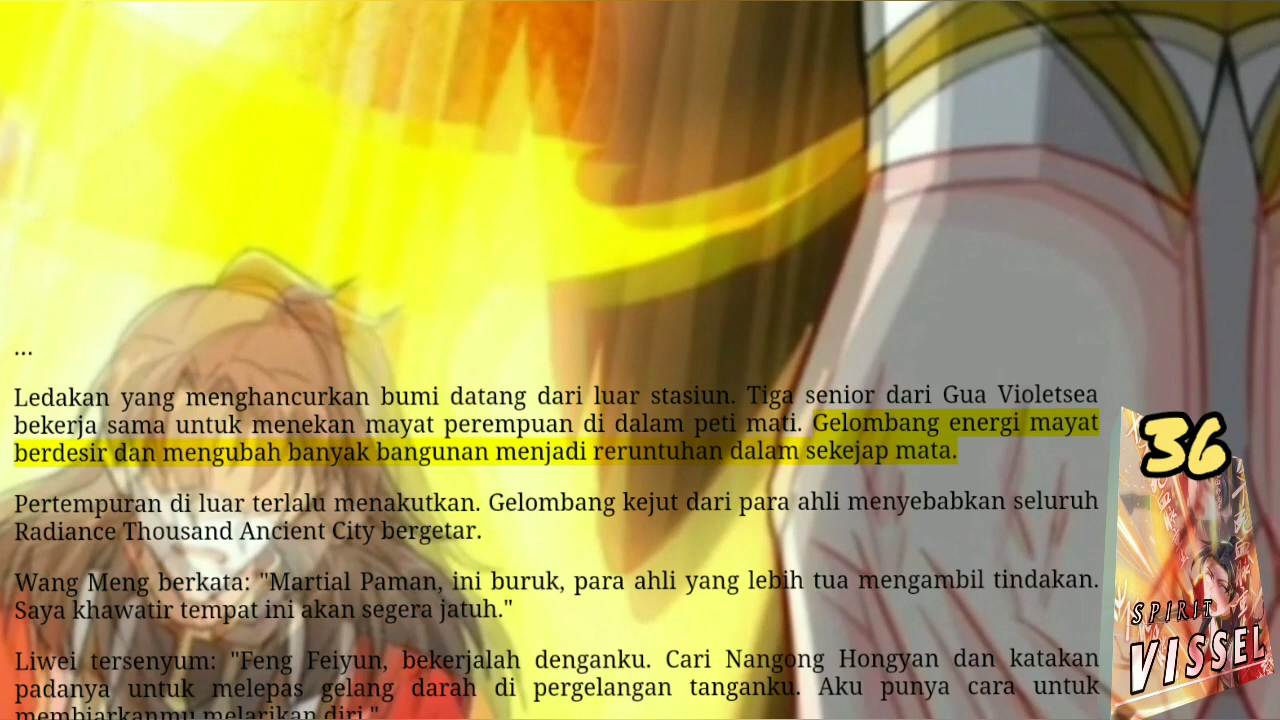 ...
Ledakan yang menghancurkan bumi datang dari luar stasiun. Tiga senior dari Gua Violetsea
bekerja sama untuk menekan mayat perempuan di dalam peti mati. Gelombang energi mayat
berdesir dan mengubah banyak bangunan menjadi reruntuhan dalam sekejap mata.
Pertempuran di luar terlalu menakutkan. Gelombang kejut dari para ahli menyebabkan seluruh
Radiance Thousand Ancient City bergetar.
Wang Meng berkata: "Martial Paman, ini buruk, para ahli yang lebih tua mengambil tindakan.
Saya khawatir tempat ini akan segera jatuh."
Liwei tersenyum: "Feng Feiyun, bekerjalah denganku. Cari Nangong Hongyan dan katakan
padanya untuk melepas gelang darah di pergelangan tanganku. Aku punya cara untuk
membiarkanmu melarikan diri."
36
SPIRIT
VISSEL